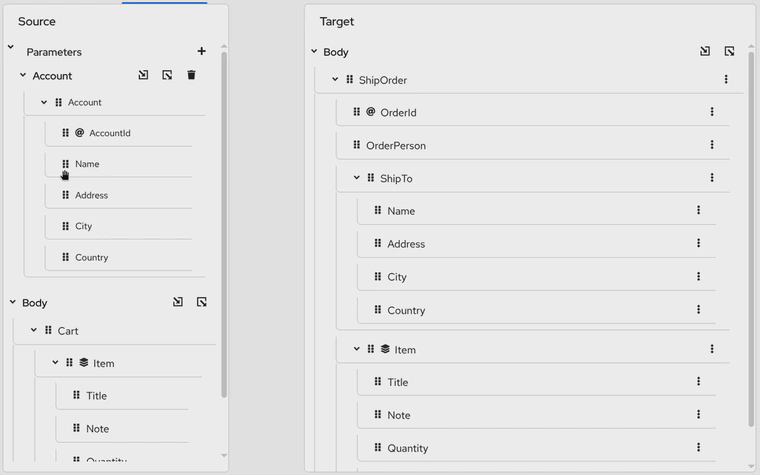 Source
Parameters
Account
Account
@ AccountId
Name
Address
City
Country
Body
Cart
Item
Title
Note
Quantity
Target
Body
ShipOrder
@ OrderId
OrderPerson
ShipTo
Name
Address
City
Country
Item
Title
Note
Quantity